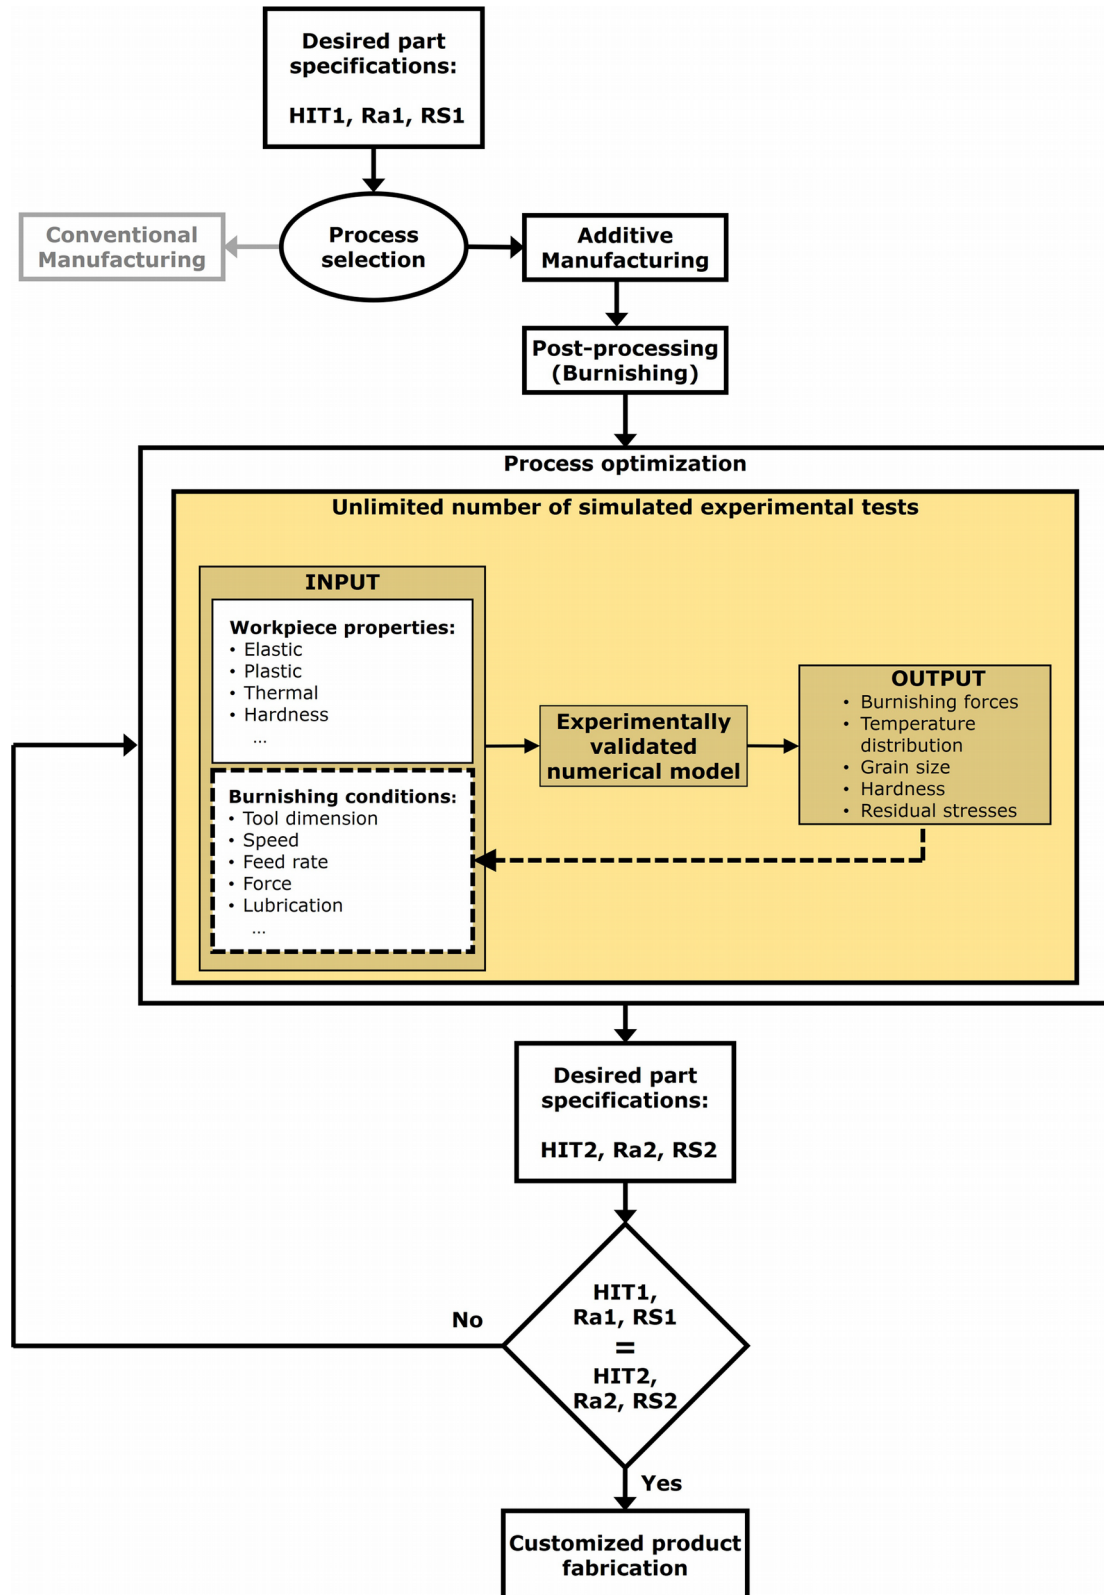 Desired part
specifications:
HIT1, Ra1, RS1
Process
selection
Conventional
Manufacturing
Additive
Manufacturing
Post-processing
(Burnishing)
Process optimization
Unlimited number of simulated experimental tests
INPUT
Workpiece properties:
• Elastic
• Plastic
• Thermal
• Hardness
...
Burnishing conditions:
• Tool dimension
• Speed
• Feed rate
• Force
• Lubrication
...
Experimentally
validated
numerical model
OUTPUT
• Burnishing forces
• Temperature
distribution
• Grain size
• Hardness
• Residual stresses
Desired part
specifications:
HIT2, Ra2, RS2
HIT1,
Ra1, RS1
=
HIT2,
Ra2, RS2
No
Yes
Customized product
fabrication